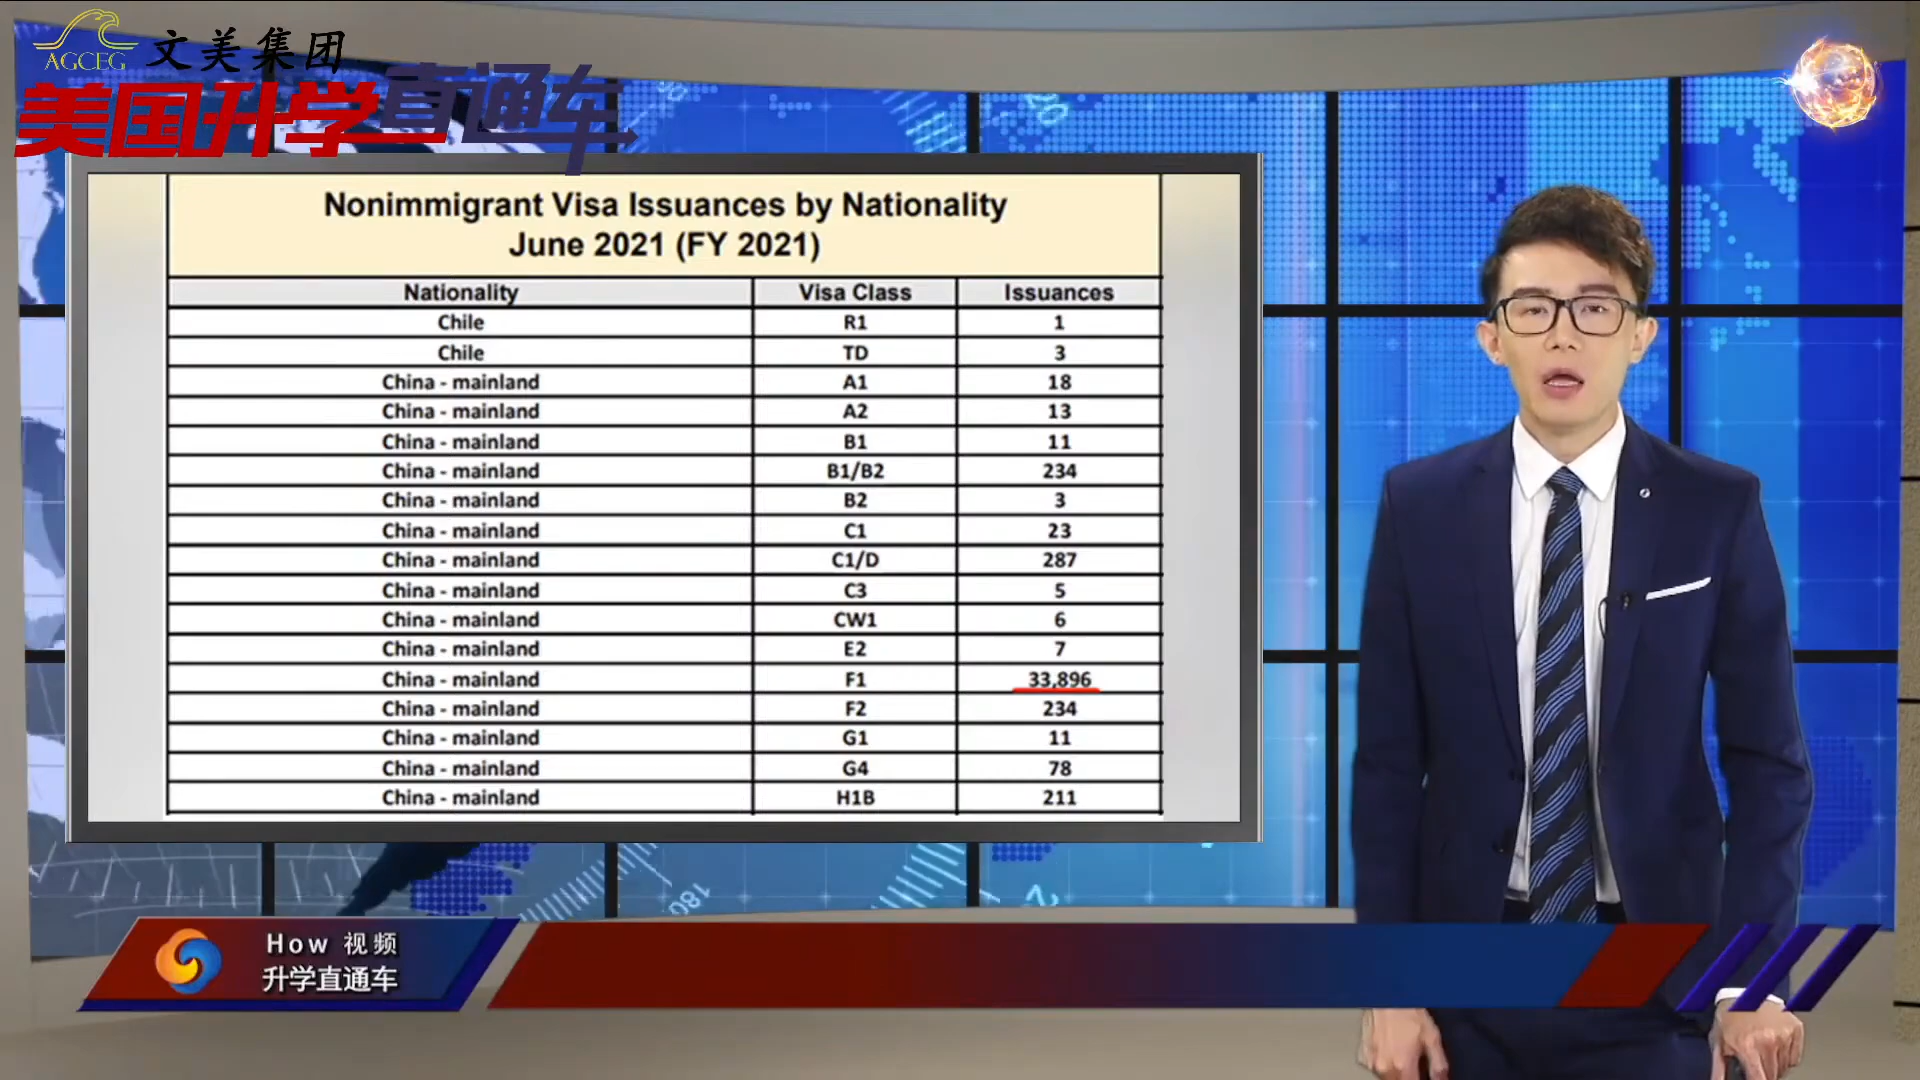 AGCEG 文美集团
美国升学直通车
Nonimmigrant Visa Issuances by Nationality
June 2021 (FY 2021)
Nationality Visa Class Issuances
Chile R1 1
Chile TD 3
China - mainland A1 18
China - mainland A2 13
China - mainland B1 11
China - mainland B1/B2 234
China - mainland B2 3
China - mainland C1 23
China - mainland C1/D 287
China - mainland C3 5
China - mainland CW1 6
China - mainland E2 7
China - mainland F1 33,896
China - mainland F2 234
China - mainland G1 11
China - mainland G4 78
China - mainland H1B 211
180
How 视频
升学直通车